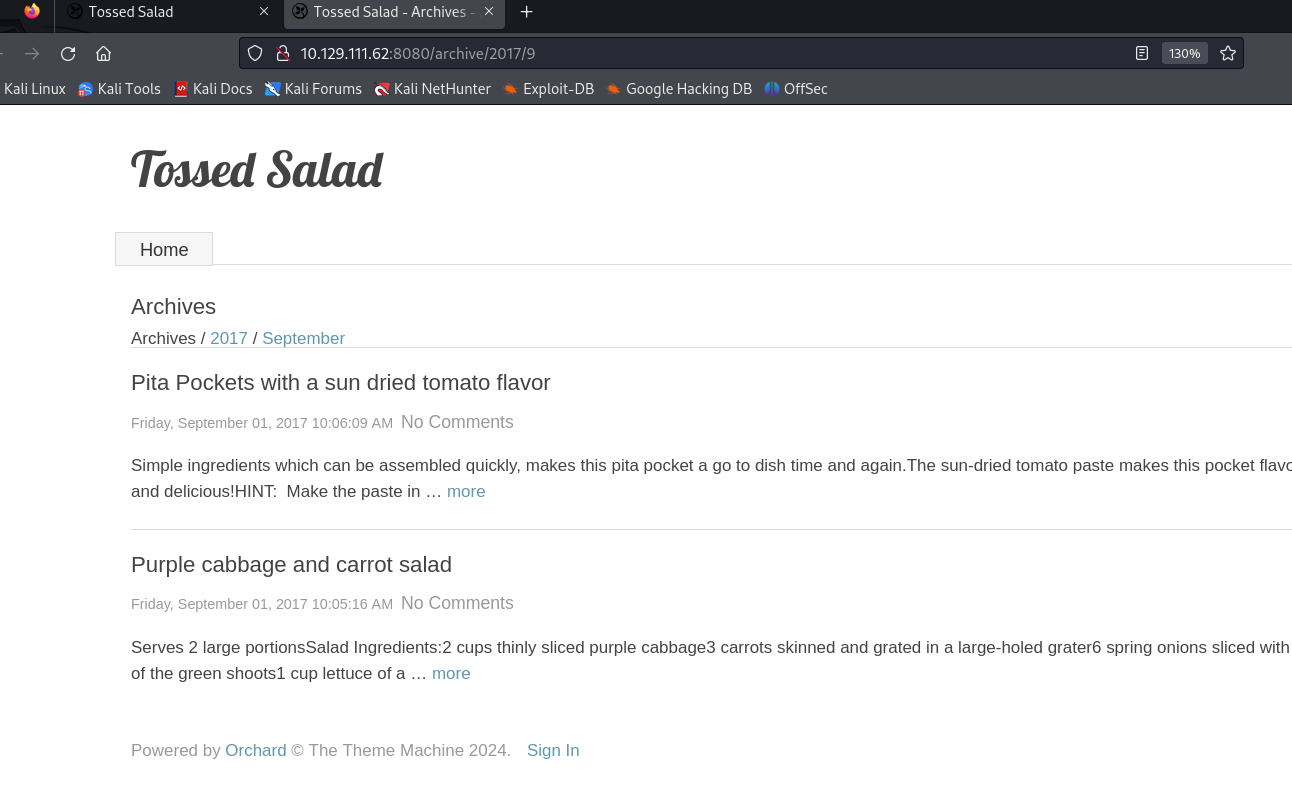 Tossed Salad
Tossed Salad - Archives -
10.129.111.62:8080/archive/2017/9
130%
Kali Linux Kali Tools Kali Docs Kali Forums Kali NetHunter Exploit-DB Google Hacking DB OffSec
Tossed Salad
Home
Archives
Archives / 2017 / September
Pita Pockets with a sun dried tomato flavor
Friday, September 01, 2017 10:06:09 AM No Comments
Simple ingredients which can be assembled quickly, makes this pita pocket a go to dish time and again.The sun-dried tomato paste makes this pocket flavo
and delicious!HINT:  Make the paste in … more
Purple cabbage and carrot salad
Friday, September 01, 2017 10:05:16 AM No Comments
Serves 2 large portionsSalad Ingredients:2 cups thinly sliced purple cabbage3 carrots skinned and grated in a large-holed grater6 spring onions sliced with
of the green shoots1 cup lettuce of a … more
Powered by Orchard © The Theme Machine 2024. Sign In